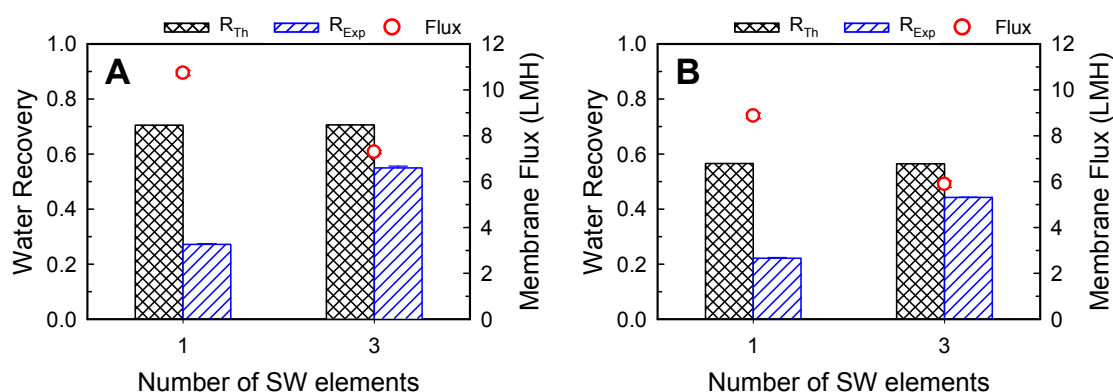 R_Th R_Exp Flux
A
Water Recovery
1.0
0.8
0.6
0.4
0.2
0.0
12
10
8
6
4
2
0
Membrane Flux (LMH)
1 3
Number of SW elements
R_Th R_Exp Flux
B
Water Recovery
1.0
0.8
0.6
0.4
0.2
0.0
12
10
8
6
4
2
0
Membrane Flux (LMH)
1 3
Number of SW elements